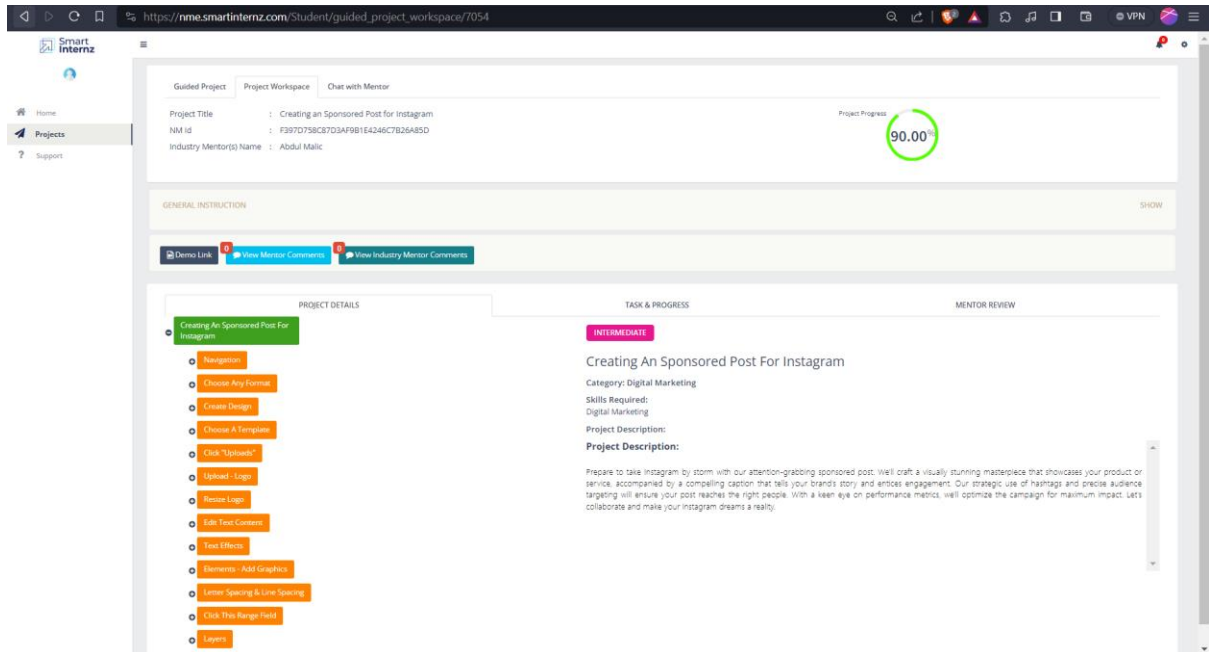 https://nme.smartinternz.com/Student/guided_project_workspace/7054
VPN
Smart
Internz
Home
Projects
Support
Guided Project Project Workspace Chat with Mentor
Project Title : Creating an Sponsored Post for Instagram
NM Id : F397D758C87D3AF9B1E4246C7B26A85D
Industry Mentor(s) Name : Abdul Malic
Project Progress
90.00%
GENERAL INSTRUCTION SHOW
Demo Link 0 View Mentor Comments 0 View Industry Mentor Comments
PROJECT DETAILS TASK & PROGRESS MENTOR REVIEW
Creating An Sponsored Post For
Instagram
Navigation
Choose Any Format
Create Design
Choose A Template
Click "Uploads"
Upload - Logo
Resize Logo
Edit Text Content
Text Effects
Elements - Add Graphics
Letter Spacing & Line Spacing
Click This Range Field
Layers
INTERMEDIATE
Creating An Sponsored Post For Instagram
Category: Digital Marketing
Skills Required:
Digital Marketing
Project Description:
Project Description:
Prepare to take Instagram by storm with our attention-grabbing sponsored post. We'll craft a visually stunning masterpiece that showcases your product or
service, accompanied by a compelling caption that tells your brand's story and entices engagement. Our strategic use of hashtags and precise audience
targeting will ensure your post reaches the right people. With a keen eye on performance metrics, we'll optimize the campaign for maximum impact. Let's
collaborate and make your Instagram dreams a reality.